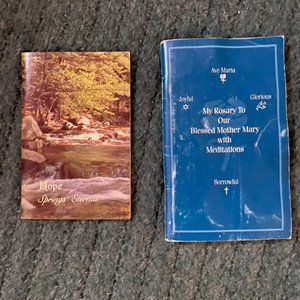 Hope
Springs Eternal
Ave Maria
Joyful
Glorious
My Rosary To
Our
Blessed Mother Mary
with
Meditations
Sorrowful